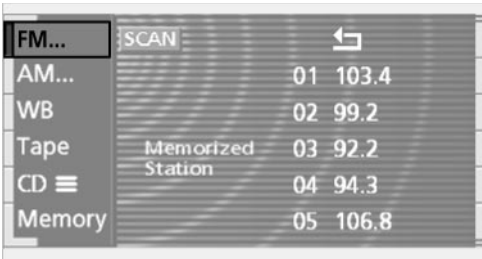 FM... SCAN
AM... 01 103.4
WB 02 99.2
Tape Memorized 03 92.2
Station
CD 04 94.3
Memory 05 106.8